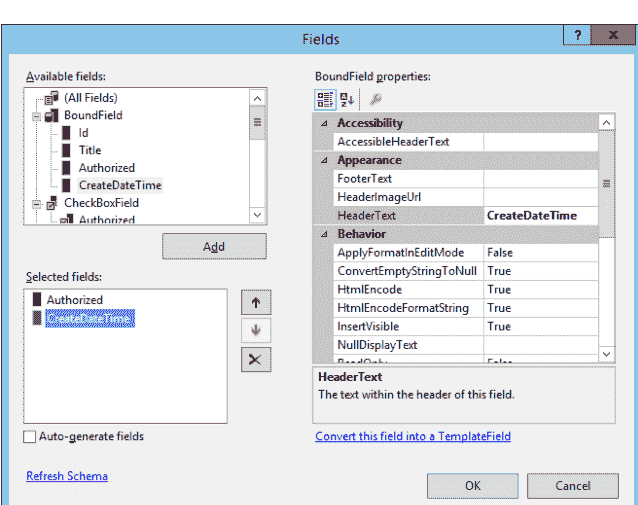 Fields
? x
Available fields:
(All Fields)
BoundField
Id
Title
Authorized
CreateDateTime
CheckBoxField
Authorized
Add
Selected fields:
Authorized
CreateDateTime
Auto-generate fields
Refresh Schema
BoundField properties:
Accessibility
AccessibleHeaderText
Appearance
FooterText
HeaderImageUrl
HeaderText CreateDateTime
Behavior
ApplyFormatInEditMode False
ConvertEmptyStringToNull True
HtmlEncode True
HtmlEncodeFormatString True
InsertVisible True
NullDisplayText
ReadOnly False
HeaderText
The text within the header of this field.
Convert this field into a TemplateField
OK Cancel